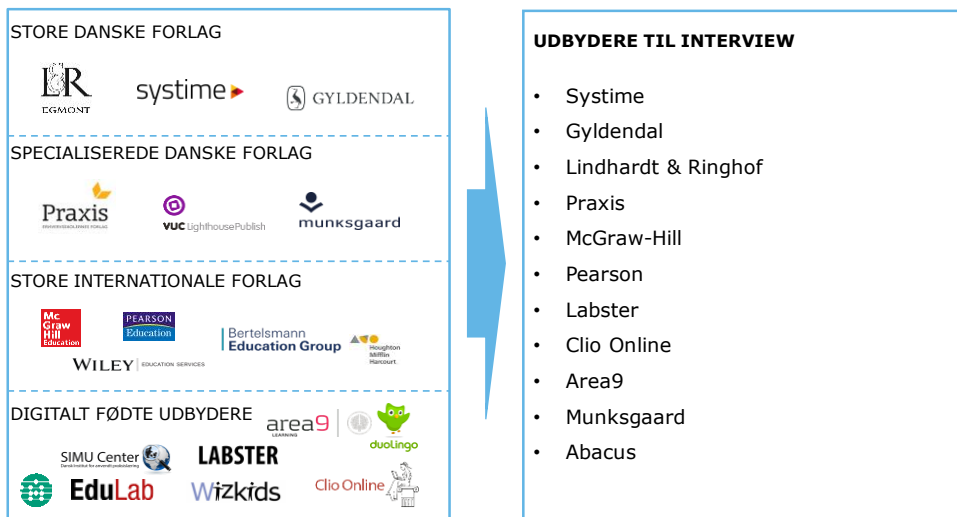 STORE DANSKE FORLAG
L&R
EGMONT
systime
GYLDENDAL
SPECIALISEREDE DANSKE FORLAG
Praxis
VUC LighthousePublish
munksgaard
STORE INTERNATIONALE FORLAG
Mc
Graw
Hill
Education
PEARSON
Education
Bertelsmann
Education Group
Houghton
Mifflin
Harcourt
WILEY EDUCATION SERVICES
DIGITALT FØDTE UDBYDERE
area9
LEARNING
duolingo
SIMU Center
LABSTER
EduLab
Wizkids
Clio Online
UDBYDERE TIL INTERVIEW
• Systime
• Gyldendal
• Lindhardt & Ringhof
• Praxis
• McGraw-Hill
• Pearson
• Labster
• Clio Online
• Area9
• Munksgaard
• Abacus